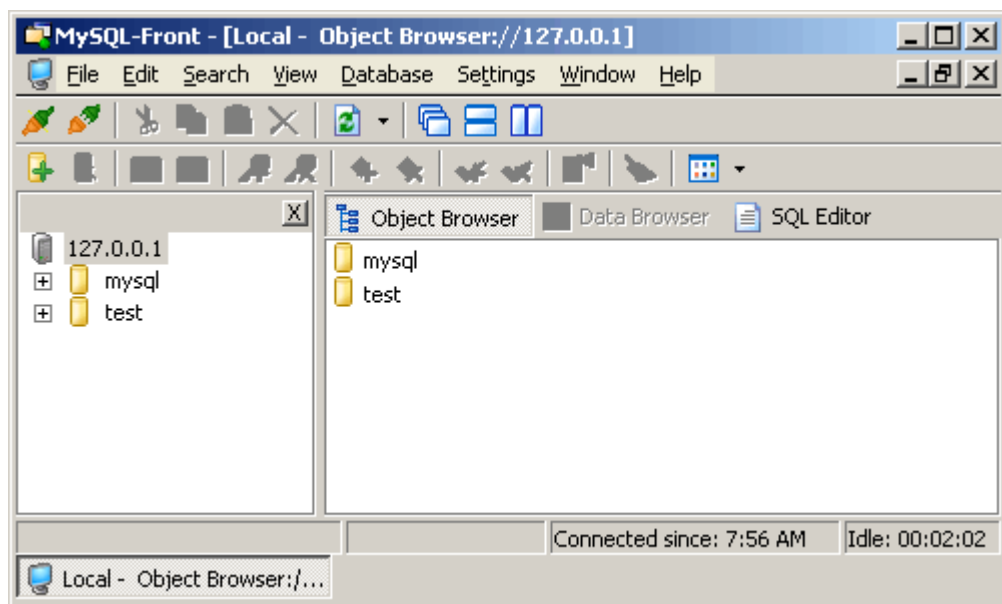 MySQL-Front - [Local - Object Browser://127.0.0.1]
File Edit Search View Database Settings Window Help
X
127.0.0.1
mysql
test
Object Browser Data Browser SQL Editor
mysql
test
Connected since: 7:56 AM Idle: 00:02:02
Local - Object Browser:/...